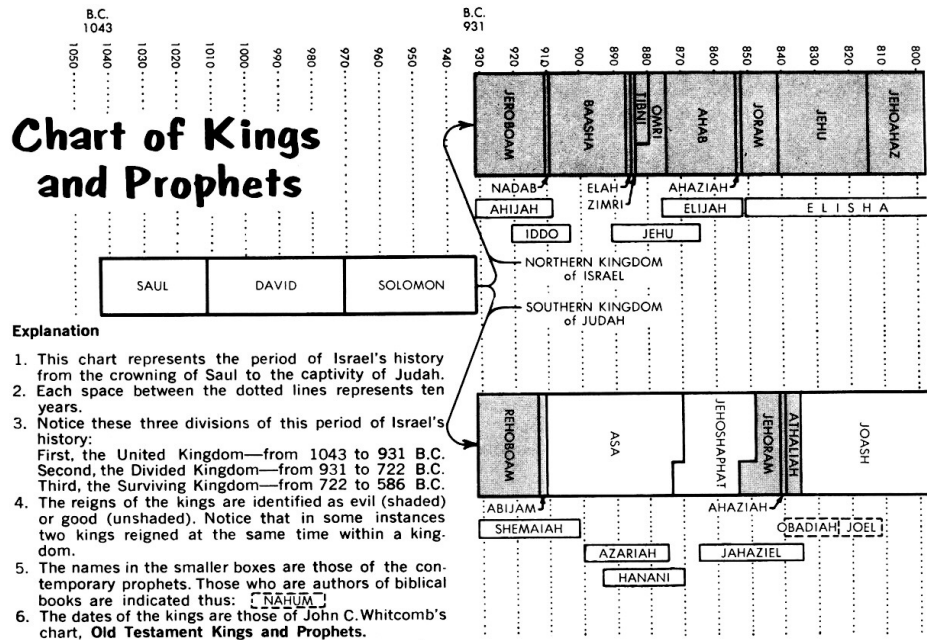 B.C.
1043
B.C.
931
1050
1040
1030
1020
1010
1000
990
980
970
960
950
940
930
920
910
900
890
880
870
860
850
840
830
820
810
800
Chart of Kings
and Prophets
JEROBOAM
BAASHA
TIBNI
OMRI
AHAB
JORAM
JEHU
JEHOAHAZ
NADAB
ELAH
ZIMRI
AHAZIAH
AHIJAH
ELIJAH
ELISHA
IDDO
JEHU
NORTHERN KINGDOM
of ISRAEL
SAUL
DAVID
SOLOMON
SOUTHERN KINGDOM
of JUDAH
Explanation
1. This chart represents the period of Israel's history
from the crowning of Saul to the captivity of Judah.
2. Each space between the dotted lines represents ten
years.
3. Notice these three divisions of this period of Israel's
history:
First, the United Kingdom—from 1043 to 931 B.C.
Second, the Divided Kingdom—from 931 to 722 B.C.
Third, the Surviving Kingdom—from 722 to 586 B.C.
4. The reigns of the kings are identified as evil (shaded)
or good (unshaded). Notice that in some instances
two kings reigned at the same time within a king-
dom.
5. The names in the smaller boxes are those of the con-
temporary prophets. Those who are authors of biblical
books are indicated thus: NAHUM
6. The dates of the kings are those of John C. Whitcomb's
chart, Old Testament Kings and Prophets.
REHOBOAM
ASA
JEHOSHAPHAT
JEHORAM
ATHALIAH
JOASH
ABIJAM
AHAZIAH
SHEMAIAH
OBADIAH
JOEL
AZARIAH
JAHAZIEL
HANANI